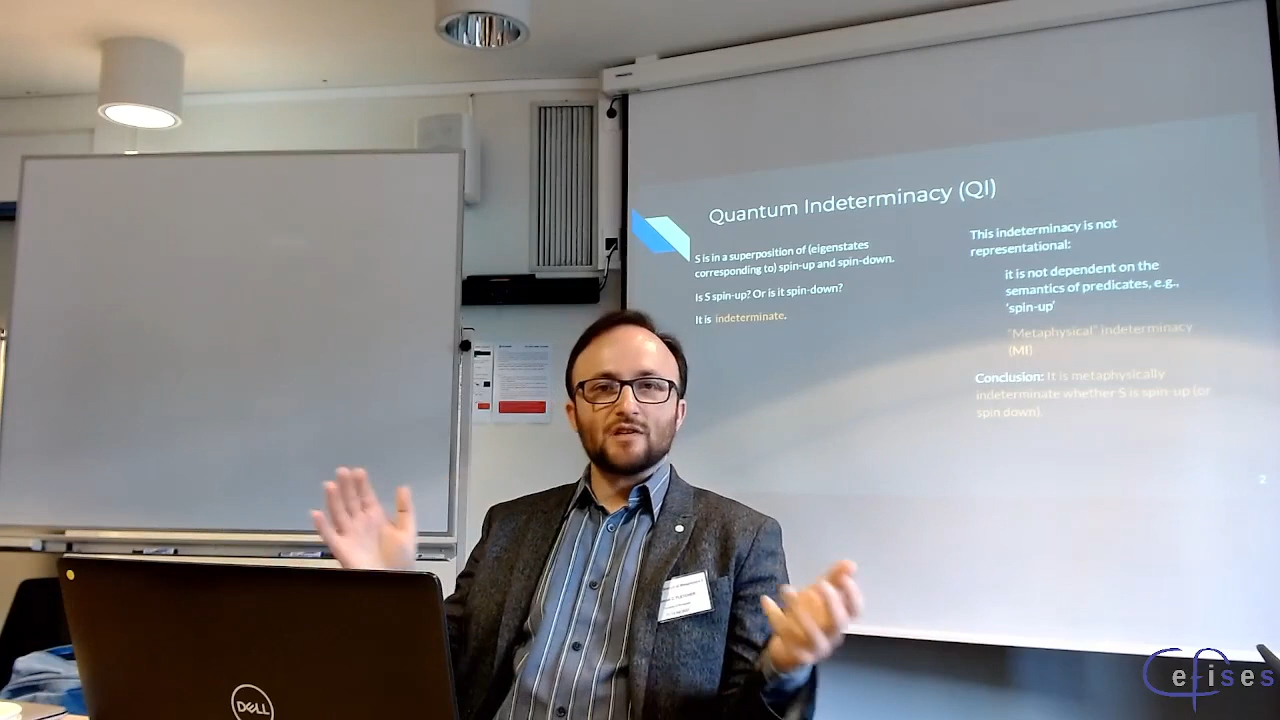 Quantum Indeterminacy (QI)
S is in a superposition of (eigenstates
corresponding to) spin-up and spin-down.
Is S spin-up? Or is it spin-down?
It is indeterminate.
This indeterminacy is not
representational:
it is not dependent on the
semantics of predicates, e.g.,
'spin-up'
"Metaphysical" indeterminacy
(MI)
Conclusion: It is metaphysically
indeterminate whether S is spin-up (or
spin down).
2
FLETCHER
DELL
efises